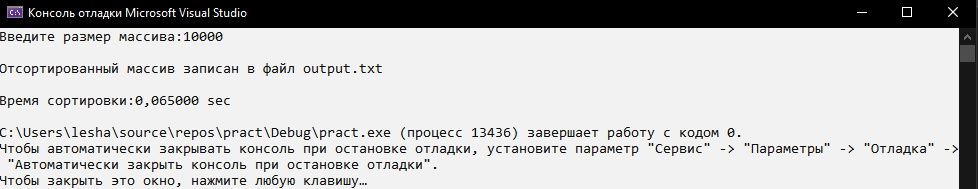 Консоль отладки Microsoft Visual Studio
Введите размер массива:10000
Отсортированный массив записан в файл output.txt
Время сортировки:0,065000 sec
C:\Users\lesha\source\repos\pract\Debug\pract.exe (процесс 13436) завершает работу с кодом 0.
Чтобы автоматически закрывать консоль при остановке отладки, установите параметр "Сервис" -> "Параметры" -> "Отладка" ->
"Автоматически закрыть консоль при остановке отладки".
Чтобы закрыть это окно, нажмите любую клавишу…